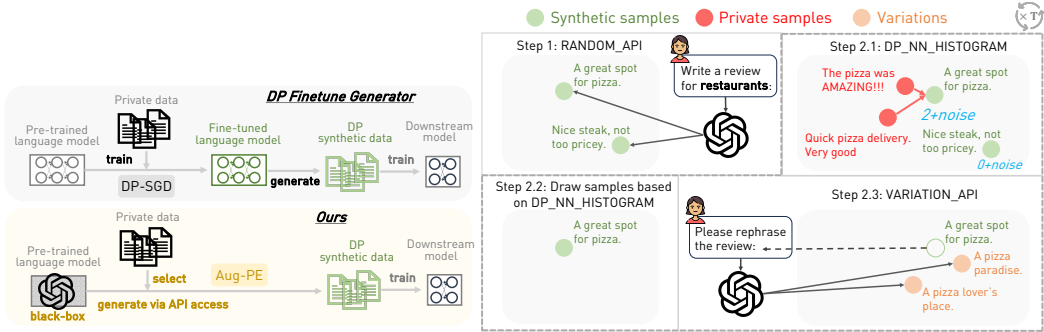 DP Finetune Generator
Private data
Pre-trained
language model
Fine-tuned
language model
DP
synthetic data
Downstream
model
train
DP-SGD
generate
train
Ours
Private data
Pre-trained
language model
DP
synthetic data
Downstream
model
select
Aug-PE
train
generate via API access
black-box
Synthetic samples
Private samples
Variations
× T
Step 1: RANDOM_API
A great spot
for pizza.
Write a review
for restaurants:
Nice steak, not
too pricey.
Step 2.1: DP_NN_HISTOGRAM
The pizza was
AMAZING!!!
A great spot
for pizza.
2+noise
Quick pizza delivery.
Very good
Nice steak, not
too pricey.
0+noise
Step 2.2: Draw samples based
on DP_NN_HISTOGRAM
A great spot
for pizza.
Step 2.3: VARIATION_API
Please rephrase
the review:
A great spot
for pizza.
A pizza
paradise.
A pizza lover's
place.